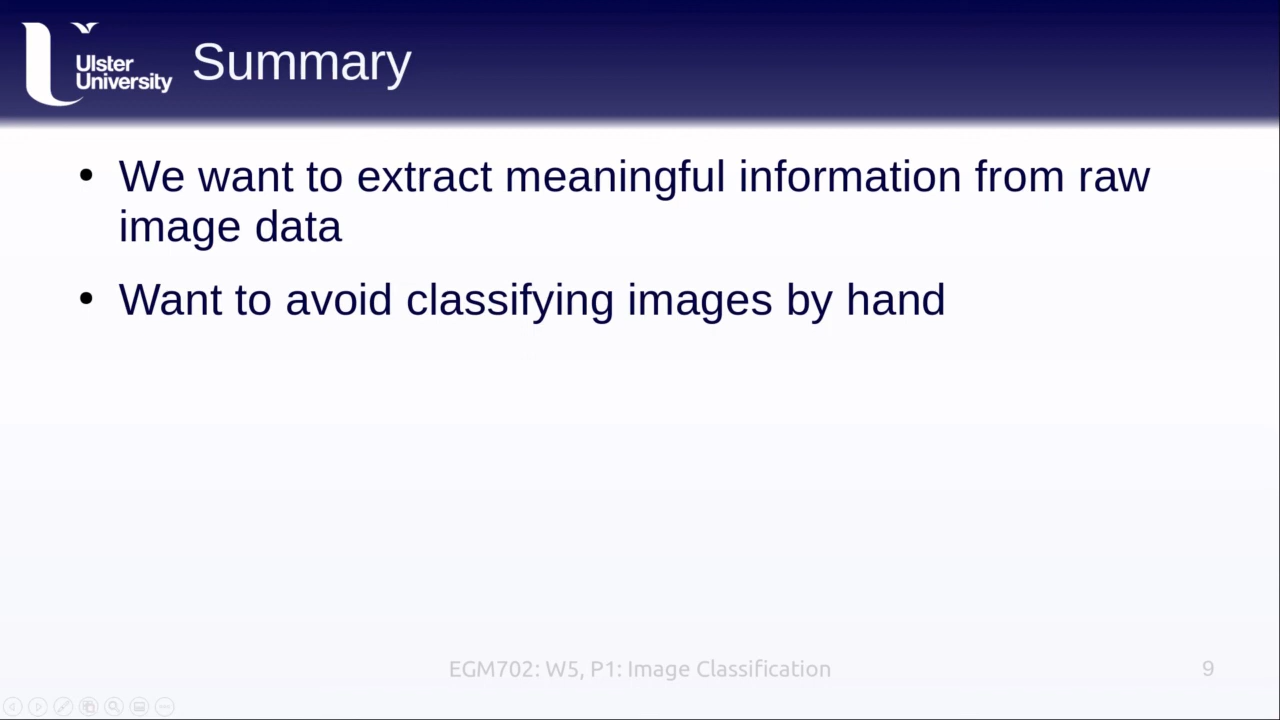 Ulster
University
Summary
• We want to extract meaningful information from raw
image data
• Want to avoid classifying images by hand
EGM702: W5, P1: Image Classification
9